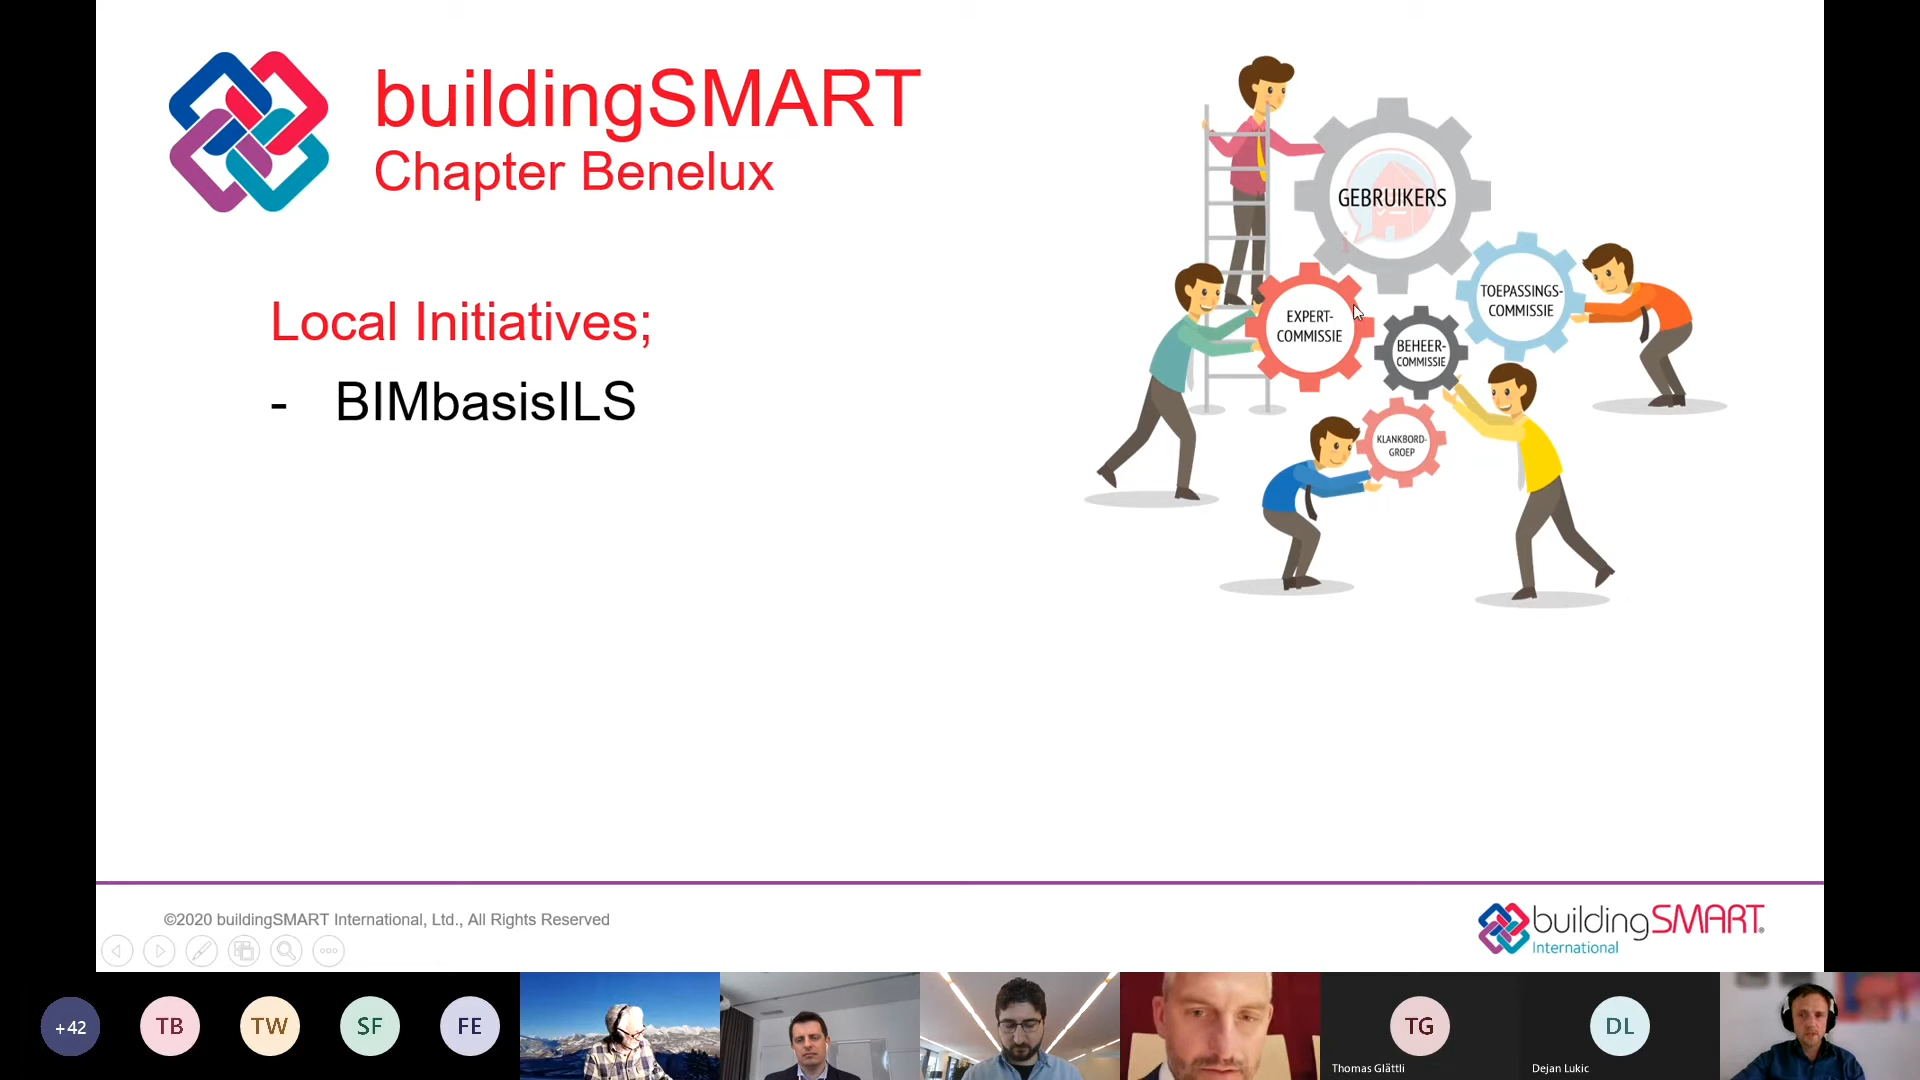 buildingSMART
Chapter Benelux
Local Initiatives;
- BIMbasisILS
GEBRUIKERS
TOEPASSINGS-
COMMISSIE
EXPERT-
COMMISSIE
BEHEER-
COMMISSIE
KLANKBORD-
GROEP
©2020 buildingSMART International, Ltd., All Rights Reserved
buildingSMART®
International
+42
TB
TW
SF
FE
TG
Thomas Glättli
DL
Dejan Lukic